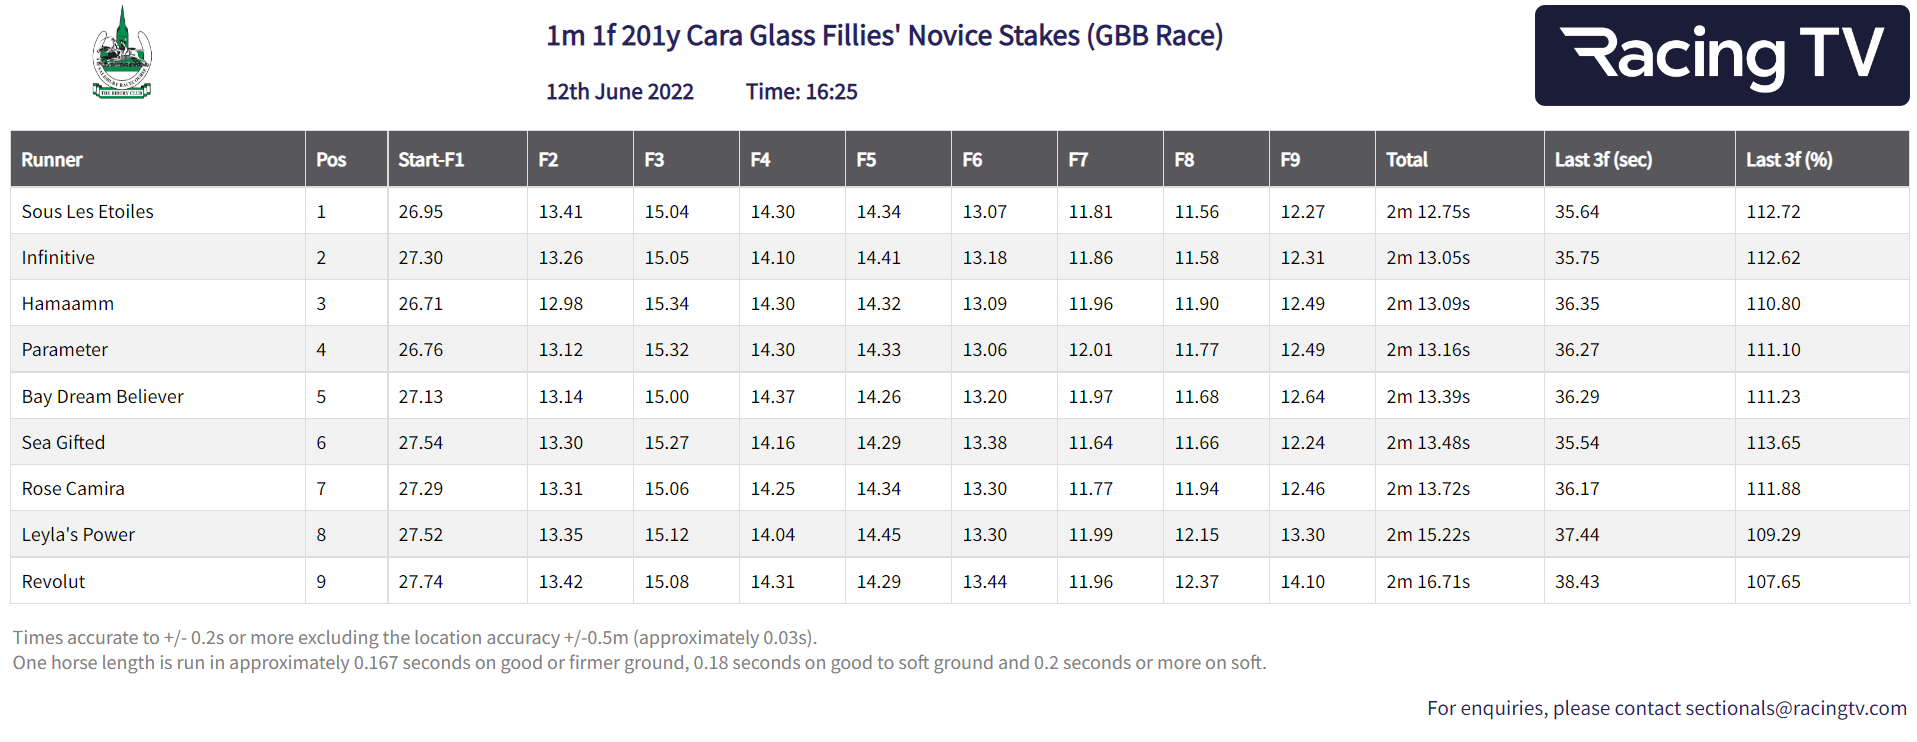 1m 1f 201y Cara Glass Fillies' Novice Stakes (GBB Race)
12th June 2022 Time: 16:25
Racing TV
THE BIBURY CLUB
Runner Pos Start-F1 F2 F3 F4 F5 F6 F7 F8 F9 Total Last 3f (sec) Last 3f (%)
Sous Les Etoiles 1 26.95 13.41 15.04 14.30 14.34 13.07 11.81 11.56 12.27 2m 12.75s 35.64 112.72
Infinitive 2 27.30 13.26 15.05 14.10 14.41 13.18 11.86 11.58 12.31 2m 13.05s 35.75 112.62
Hamaamm 3 26.71 12.98 15.34 14.30 14.32 13.09 11.96 11.90 12.49 2m 13.09s 36.35 110.80
Parameter 4 26.76 13.12 15.32 14.30 14.33 13.06 12.01 11.77 12.49 2m 13.16s 36.27 111.10
Bay Dream Believer 5 27.13 13.14 15.00 14.37 14.26 13.20 11.97 11.68 12.64 2m 13.39s 36.29 111.23
Sea Gifted 6 27.54 13.30 15.27 14.16 14.29 13.38 11.64 11.66 12.24 2m 13.48s 35.54 113.65
Rose Camira 7 27.29 13.31 15.06 14.25 14.34 13.30 11.77 11.94 12.46 2m 13.72s 36.17 111.88
Leyla's Power 8 27.52 13.35 15.12 14.04 14.45 13.30 11.99 12.15 13.30 2m 15.22s 37.44 109.29
Revolut 9 27.74 13.42 15.08 14.31 14.29 13.44 11.96 12.37 14.10 2m 16.71s 38.43 107.65
Times accurate to +/- 0.2s or more excluding the location accuracy +/-0.5m (approximately 0.03s).
One horse length is run in approximately 0.167 seconds on good or firmer ground, 0.18 seconds on good to soft ground and 0.2 seconds or more on soft.
For enquiries, please contact sectionals@racingtv.com